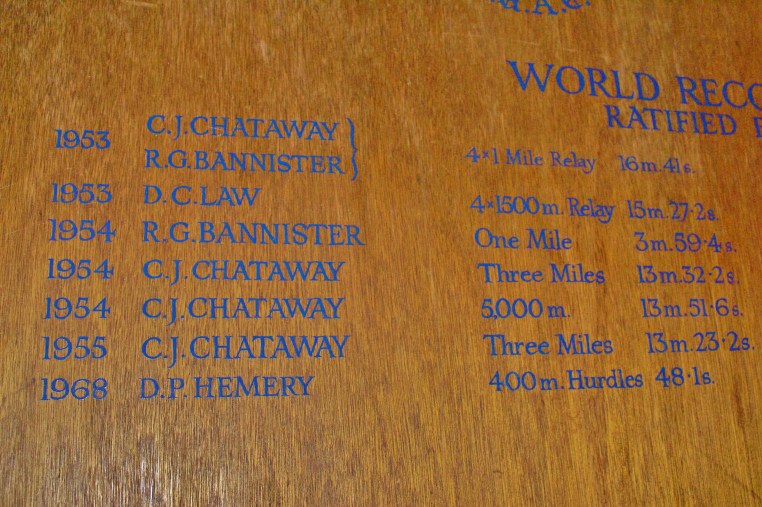 A.C.
WORLD RECO
RATIFIED
1953 C.J.CHATAWAY
R.G.BANNISTER } 4×1 Mile Relay. 16m.41s.
1953 D.C.LAW 4×1500m. Relay 15m.27·2s.
1954 R.G.BANNISTER One Mile 3m.59·4s.
1954 C.J.CHATAWAY Three Miles 13m.32·2s.
1954 C.J.CHATAWAY 5,000m. 13m.51·6s.
1955 C.J.CHATAWAY Three Miles 13m.23·2s.
1968 D.P. HEMERY 400m. Hurdles 48·1s.